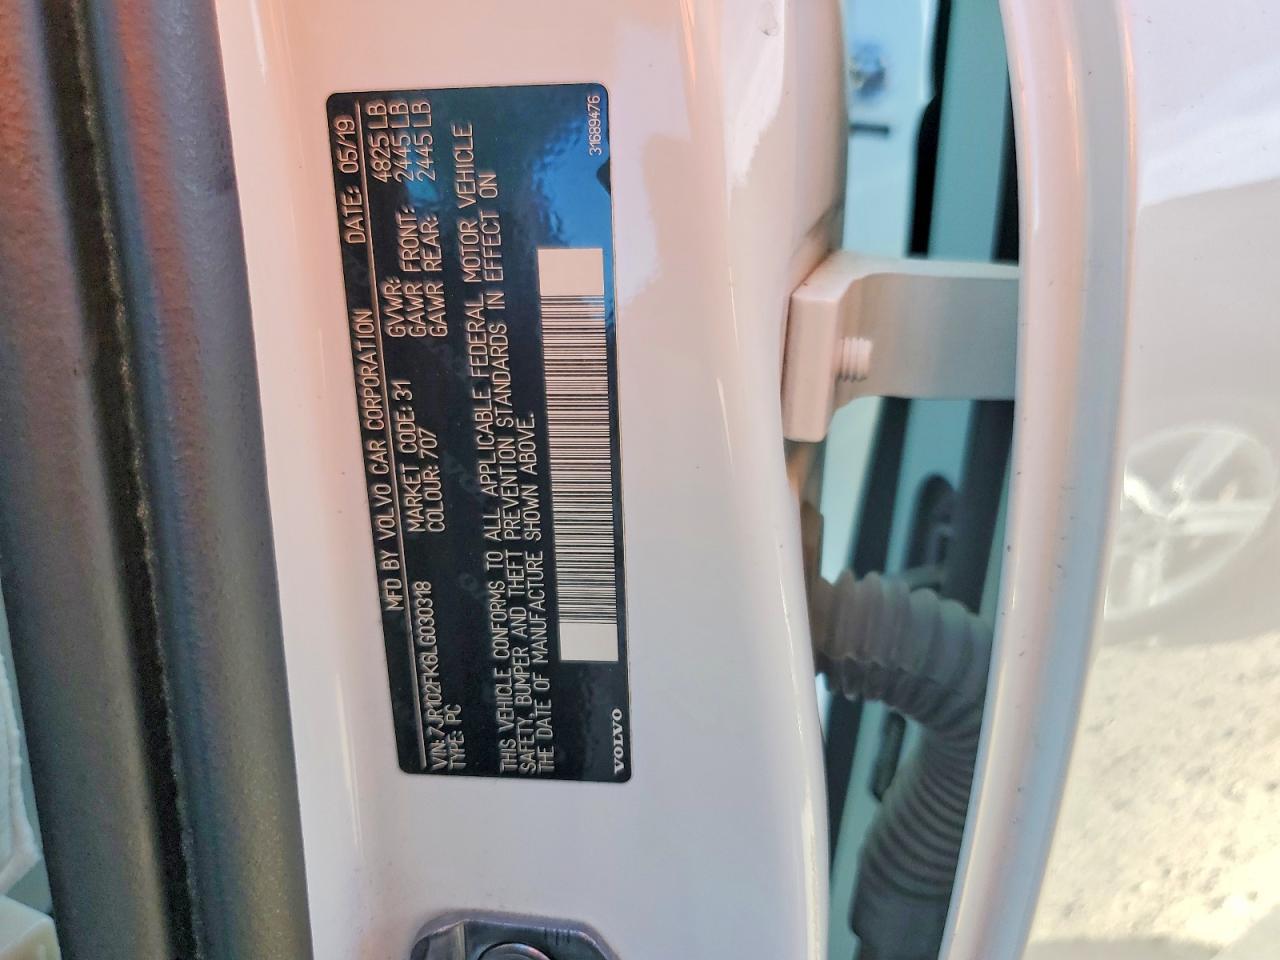 MFD BY VOLVO CAR CORPORATION DATE: 05/19
VIN: 7JR102FK6LG030318 MARKET CODE: 31 GVWR: 4825 LB
TYPE: PC COLOUR: 707 GAWR FRONT: 2445 LB
GAWR REAR: 2445 LB
THIS VEHICLE CONFORMS TO ALL APPLICABLE FEDERAL MOTOR VEHICLE
SAFETY, BUMPER AND THEFT PREVENTION STANDARDS IN EFFECT ON
THE DATE OF MANUFACTURE SHOWN ABOVE.
VOLVO 31689476